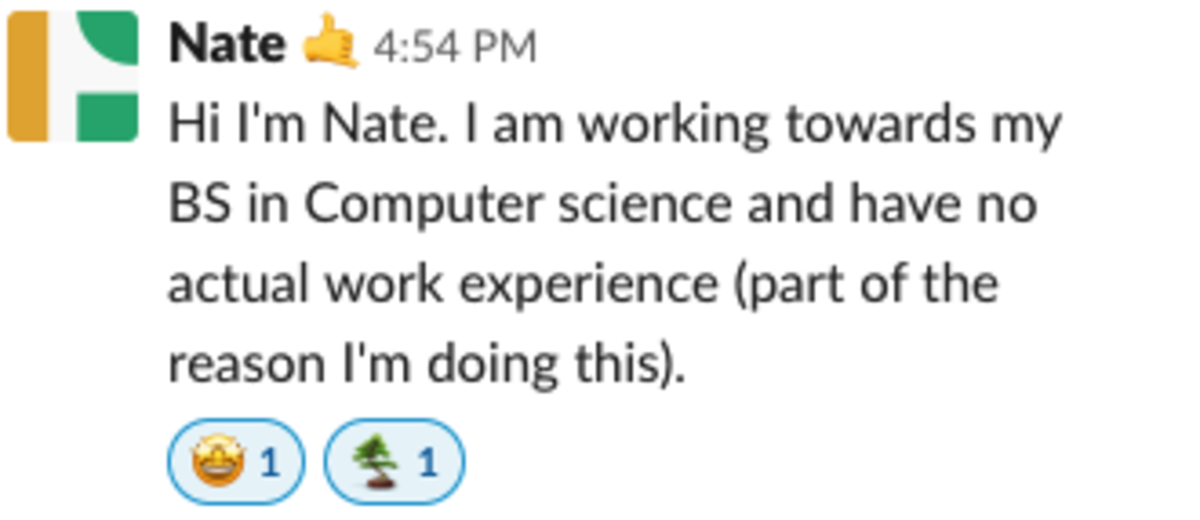 Nate 🤙 4:54 PM
Hi I'm Nate. I am working towards my
BS in Computer science and have no
actual work experience (part of the
reason I'm doing this).
🤩 1 1